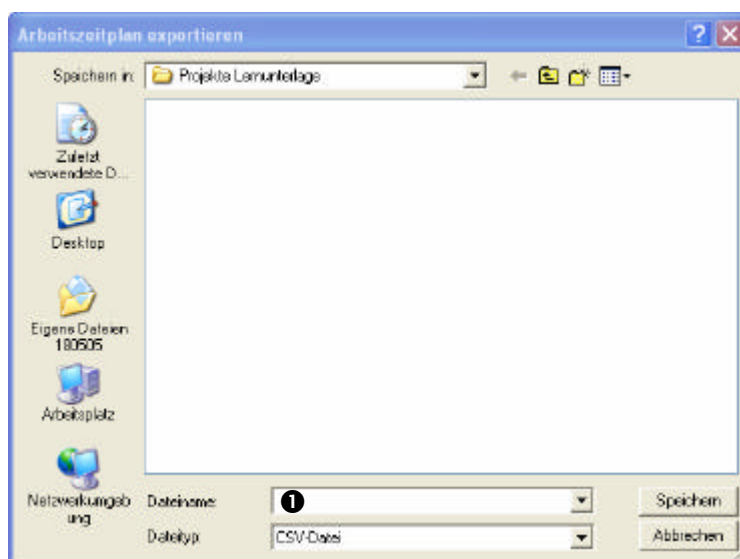 Arbeitszeitplan exportieren
Speichern in:
Projekte Lernunterlage
Zuletzt
verwendete D...
Desktop
Eigene Dateien
180505
Arbeitsplatz
Netzwerkumgeb
ung
Dateiname:
1
Speichern
Dateityp:
CSV-Datei
Abbrechen